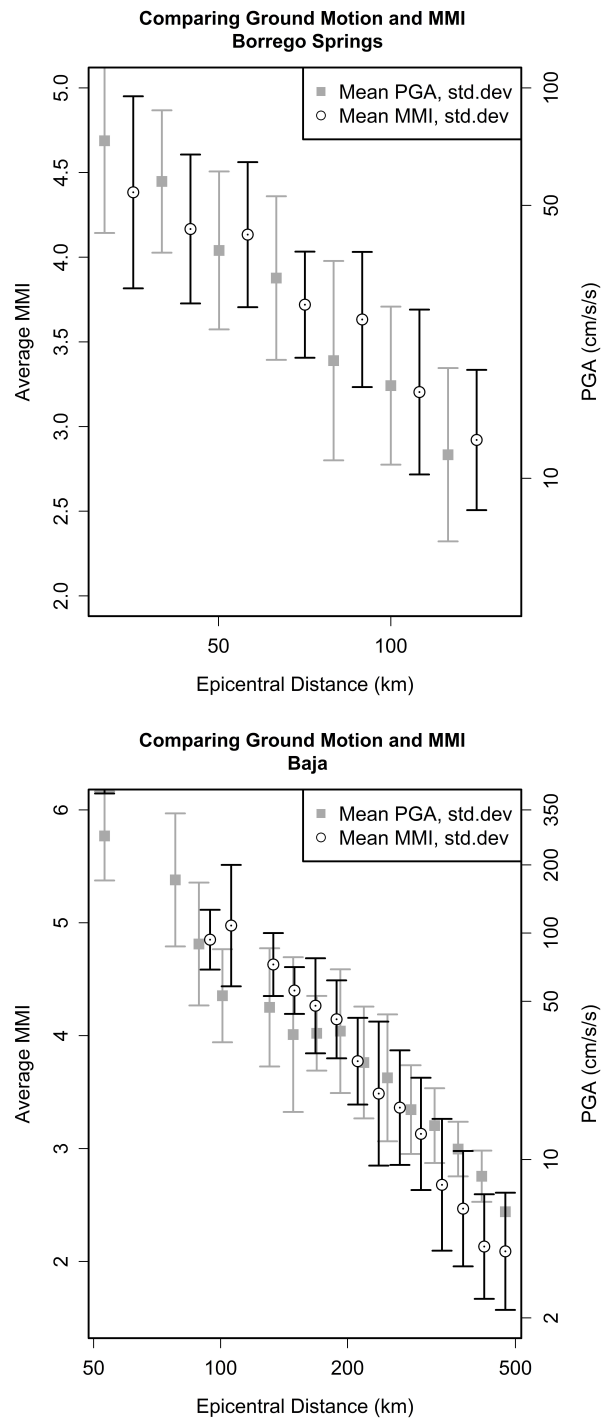 Comparing Ground Motion and MMI
Borrego Springs
Mean PGA, std.dev
Mean MMI, std.dev
5.0
4.5
4.0
3.5
3.0
2.5
2.0
Average MMI
100
50
10
PGA (cm/s/s)
50 100
Epicentral Distance (km)
Comparing Ground Motion and MMI
Baja
Mean PGA, std.dev
Mean MMI, std.dev
6
5
4
3
2
Average MMI
350
200
100
50
10
2
PGA (cm/s/s)
50 100 200 500
Epicentral Distance (km)